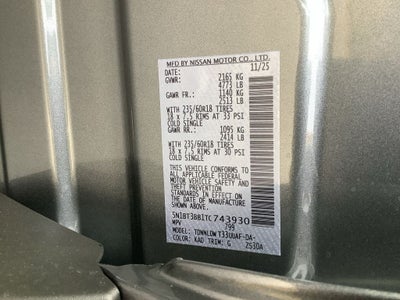 MFD BY NISSAN MOTOR CO., LTD.
DATE: 11/25
GVWR: 2165 KG
4773 LB
GAWR FR.: 1140 KG
2513 LB
WITH 235/60R18 TIRES
18 x 7.5 RIMS AT 33 PSI
COLD SINGLE
GAWR RR.: 1095 KG
2414 LB
WITH 235/60R18 TIRES
18 x 7.5 RIMS AT 30 PSI
COLD SINGLE
THIS VEHICLE CONFORMS TO
ALL APPLICABLE FEDERAL
MOTOR VEHICLE SAFETY AND
THEFT PREVENTION STANDARDS
IN EFFECT ON THE DATE OF
MANUFACTURE SHOWN ABOVE.
5N1BT3BB1TC743930
MPV 799
MODEL:
COLOR: KAD TRIM: G